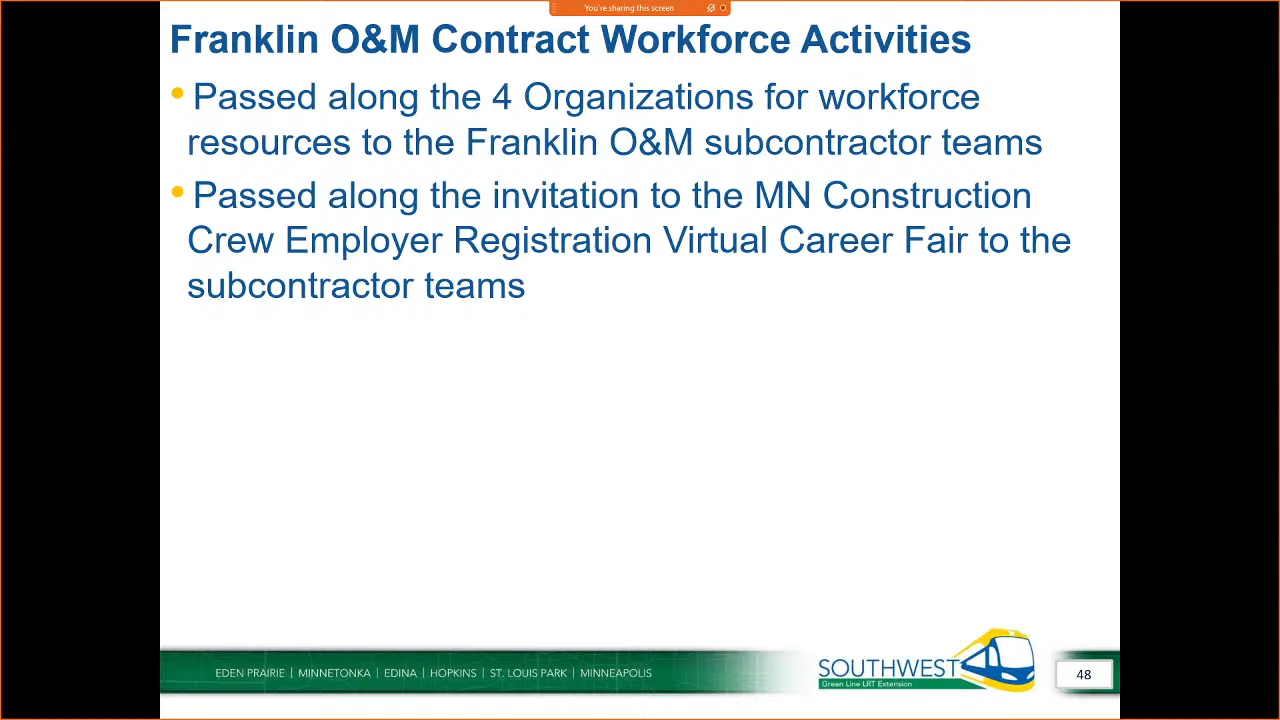 You're sharing this screen
Franklin O&M Contract Workforce Activities
• Passed along the 4 Organizations for workforce
resources to the Franklin O&M subcontractor teams
• Passed along the invitation to the MN Construction
Crew Employer Registration Virtual Career Fair to the
subcontractor teams
EDEN PRAIRIE | MINNETONKA | EDINA | HOPKINS | ST. LOUIS PARK | MINNEAPOLIS
SOUTHWEST
Green Line LRT Extension
48